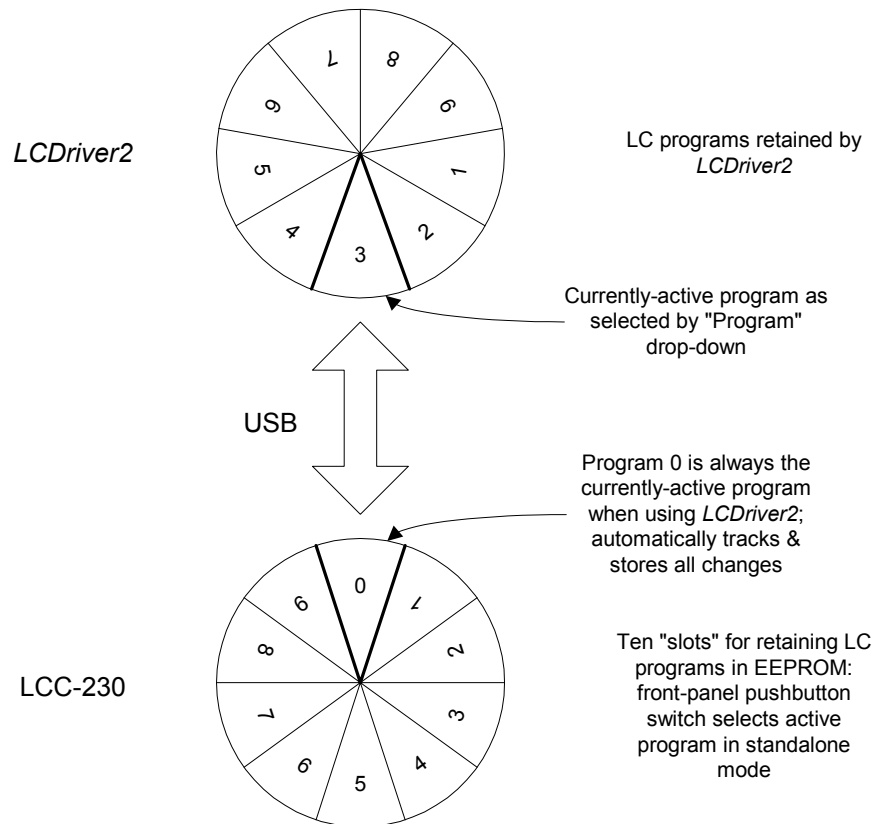 7
8
6
9
LCDriver2
5
1
LC programs retained by
LCDriver2
4
3
2
Currently-active program as
selected by "Program"
drop-down
USB
Program 0 is always the
currently-active program
when using LCDriver2;
automatically tracks &
stores all changes
9
0
1
8
2
LCC-230
7
3
6
5
4
Ten "slots" for retaining LC
programs in EEPROM:
front-panel pushbutton
switch selects active
program in standalone
mode